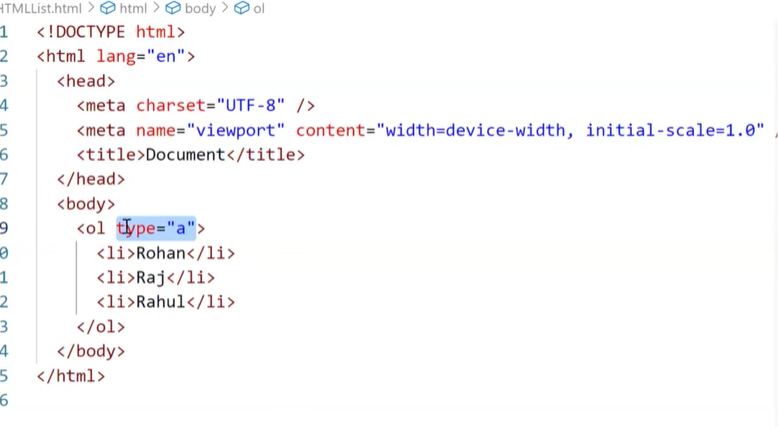 HTMLList.html > html > body > ol
1 <!DOCTYPE html>
2 <html lang="en">
3 <head>
4 <meta charset="UTF-8" />
5 <meta name="viewport" content="width=device-width, initial-scale=1.0" /
6 <title>Document</title>
7 </head>
8 <body>
9 <ol type="a">
0 <li>Rohan</li>
1 <li>Raj</li>
2 <li>Rahul</li>
3 </ol>
4 </body>
5 </html>
6